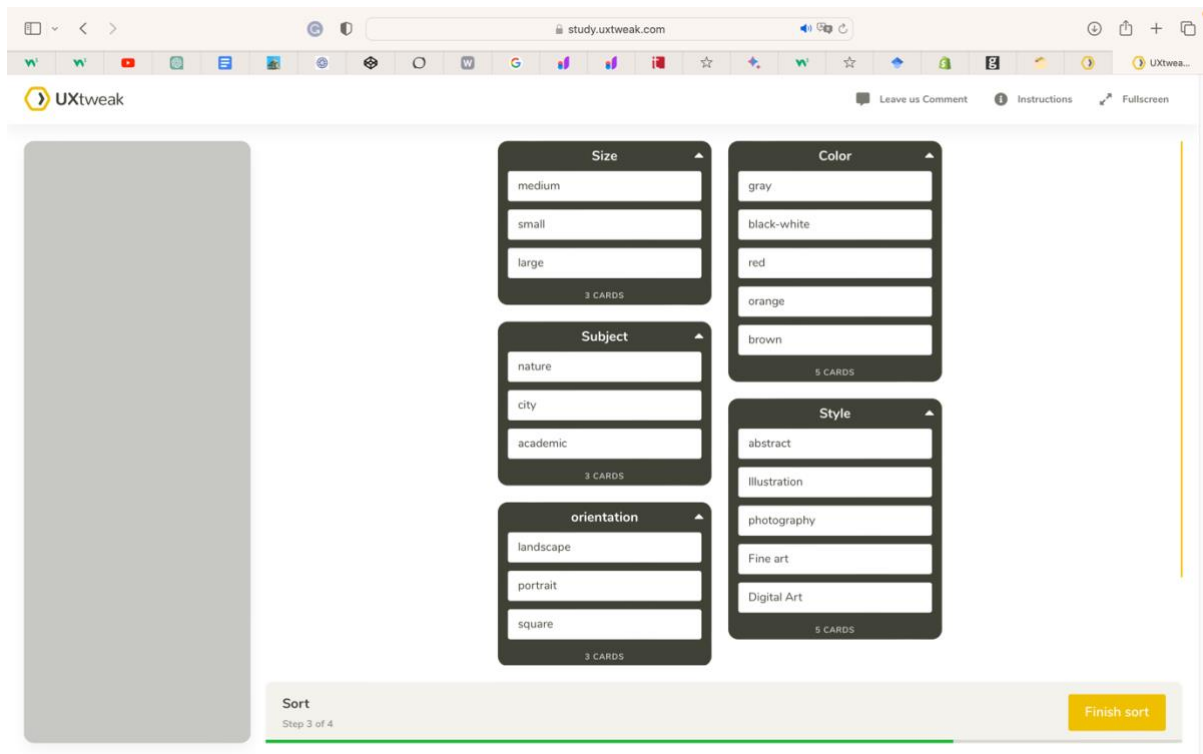 study.uxtweak.com
UXtwea...
UXtweak
Leave us Comment
Instructions
Fullscreen
Size
medium
small
large
3 CARDS
Subject
nature
city
academic
3 CARDS
orientation
landscape
portrait
square
3 CARDS
Color
gray
black-white
red
orange
brown
5 CARDS
Style
abstract
Illustration
photography
Fine art
Digital Art
5 CARDS
Sort
Step 3 of 4
Finish sort